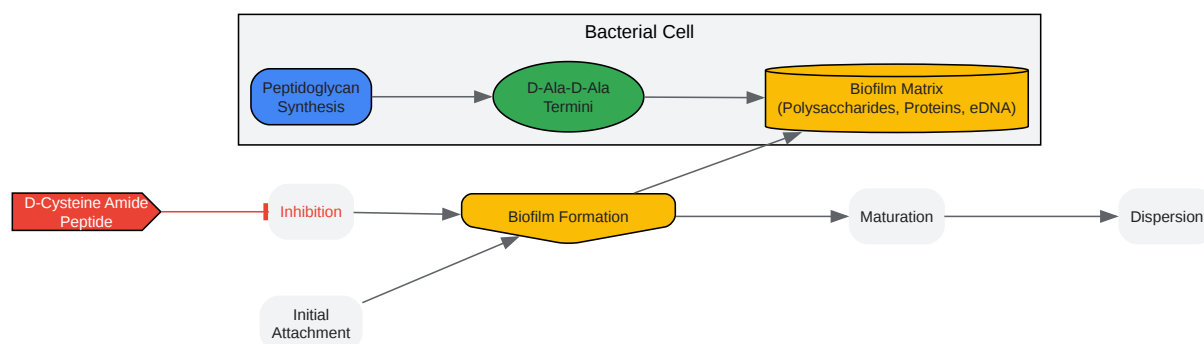 Bacterial Cell
Peptidoglycan
Synthesis
D-Ala-D-Ala
Termini
Biofilm Matrix
(Polysaccharides, Proteins, eDNA)
D-Cysteine Amide
Peptide
Inhibition
Biofilm Formation
Maturation
Dispersion
Initial
Attachment